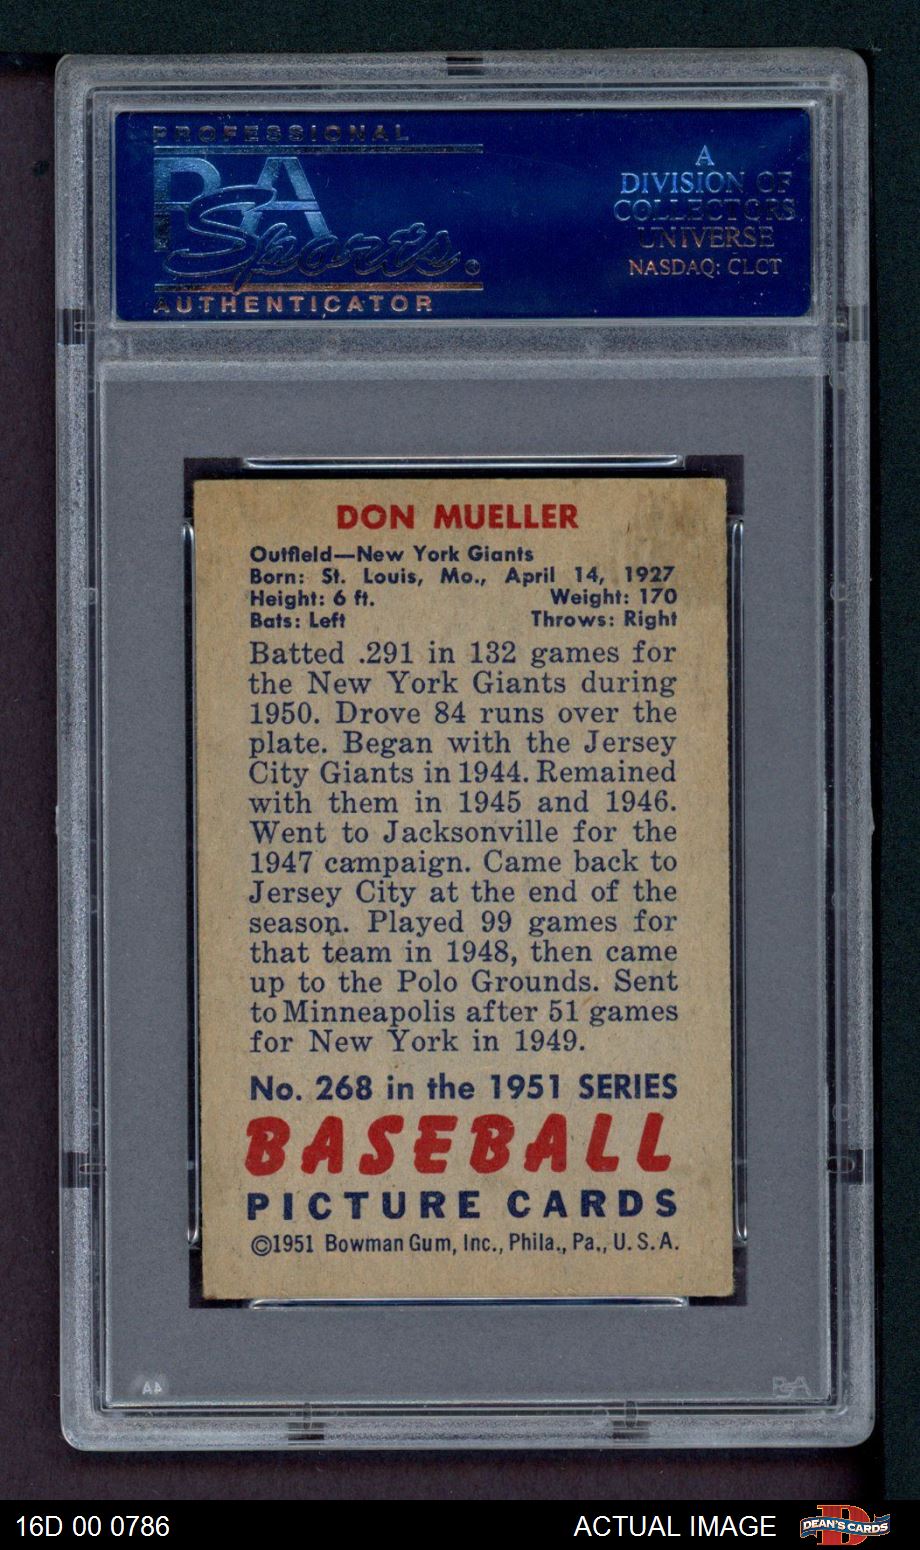 PROFESSIONAL
PSA
Sports
AUTHENTICATOR
A
DIVISION OF
COLLECTORS
UNIVERSE
NASDAQ: CLCT
DON MUELLER
Outfield—New York Giants
Born: St. Louis, Mo., April 14, 1927
Height: 6 ft. Weight: 170
Bats: Left Throws: Right
Batted .291 in 132 games for
the New York Giants during
1950. Drove 84 runs over the
plate. Began with the Jersey
City Giants in 1944. Remained
with them in 1945 and 1946.
Went to Jacksonville for the
1947 campaign. Came back to
Jersey City at the end of the
season. Played 99 games for
that team in 1948, then came
up to the Polo Grounds. Sent
to Minneapolis after 51 games
for New York in 1949.
No. 268 in the 1951 SERIES
BASEBALL
PICTURE CARDS
©1951 Bowman Gum, Inc., Phila., Pa., U. S. A.
PSA
16D 00 0786
ACTUAL IMAGE
DEAN'S CARDS